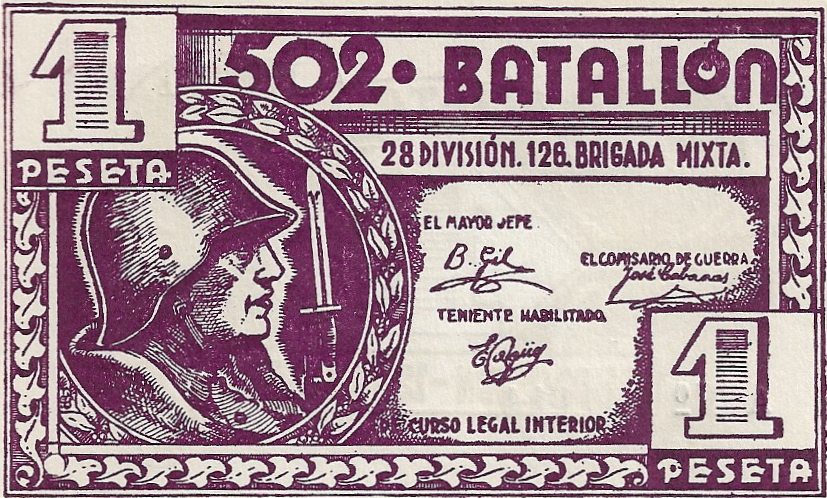 1
PESETA
502. BATALLÓN
28 DIVISIÓN. 126. BRIGADA MIXTA.
EL MAYOR JEFE
B. Gil
EL COMISARIO DE GUERRA
José Cabanas
TENIENTE HABILITADO
DE CURSO LEGAL INTERIOR
1
PESETA